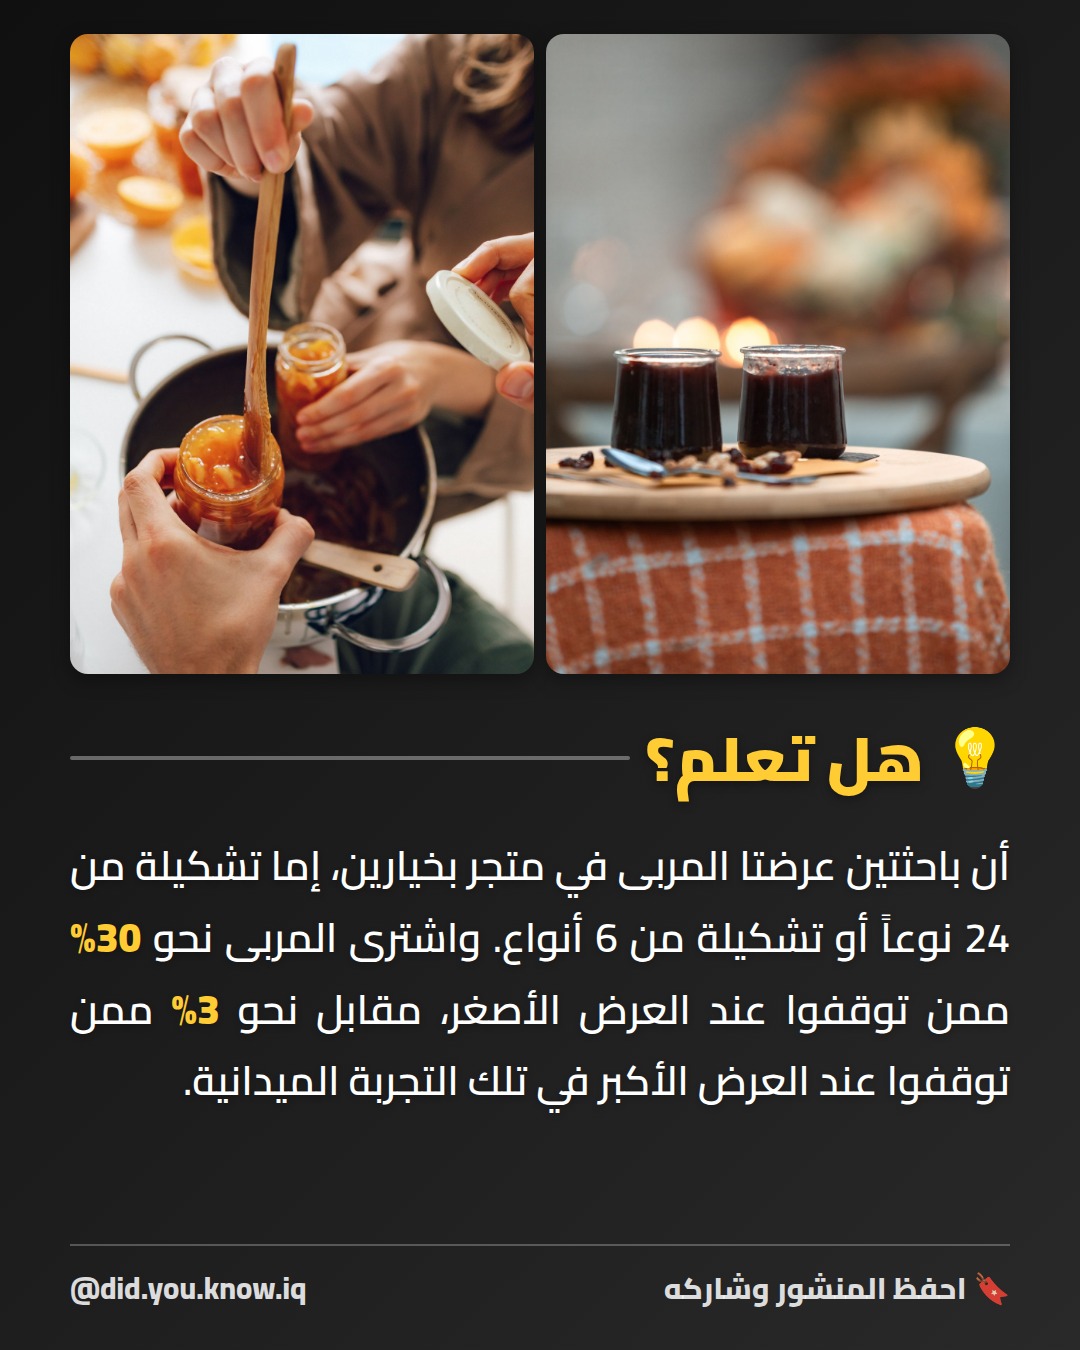 💡 هل تعلم؟
أن باحثتين عرضتا المربى في متجر بخيارين، إما تشكيلة من
24 نوعاً أو تشكيلة من 6 أنواع. واشترى المربى نحو 30%
ممن توقفوا عند العرض الأصغر، مقابل نحو 3% ممن
توقفوا عند العرض الأكبر في تلك التجربة الميدانية.
🔖 احفظ المنشور وشاركه
@did.you.know.iq